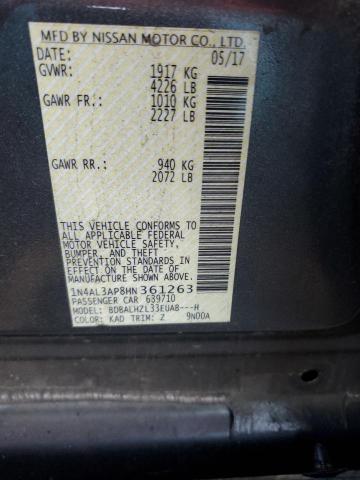 MFD BY NISSAN MOTOR CO., LTD.
05/17
GVWR: 1917 KG
4226 LB
GAWR FR.: 1010 KG
2227 LB
GAWR RR.: 940 KG
2072 LB
THIS VEHICLE CONFORMS TO
ALL APPLICABLE FEDERAL
MOTOR VEHICLE SAFETY,
BUMPER, AND THEFT
PREVENTION STANDARDS IN
EFFECT ON THE DATE OF
MANUFACTURE SHOWN ABOVE.
1N4AL3AP8HN361263
PASSENGER CAR 639710
MODEL: BDBALHZL33EUA8---H
COLOR: KAD TRIM: Z 9N00A